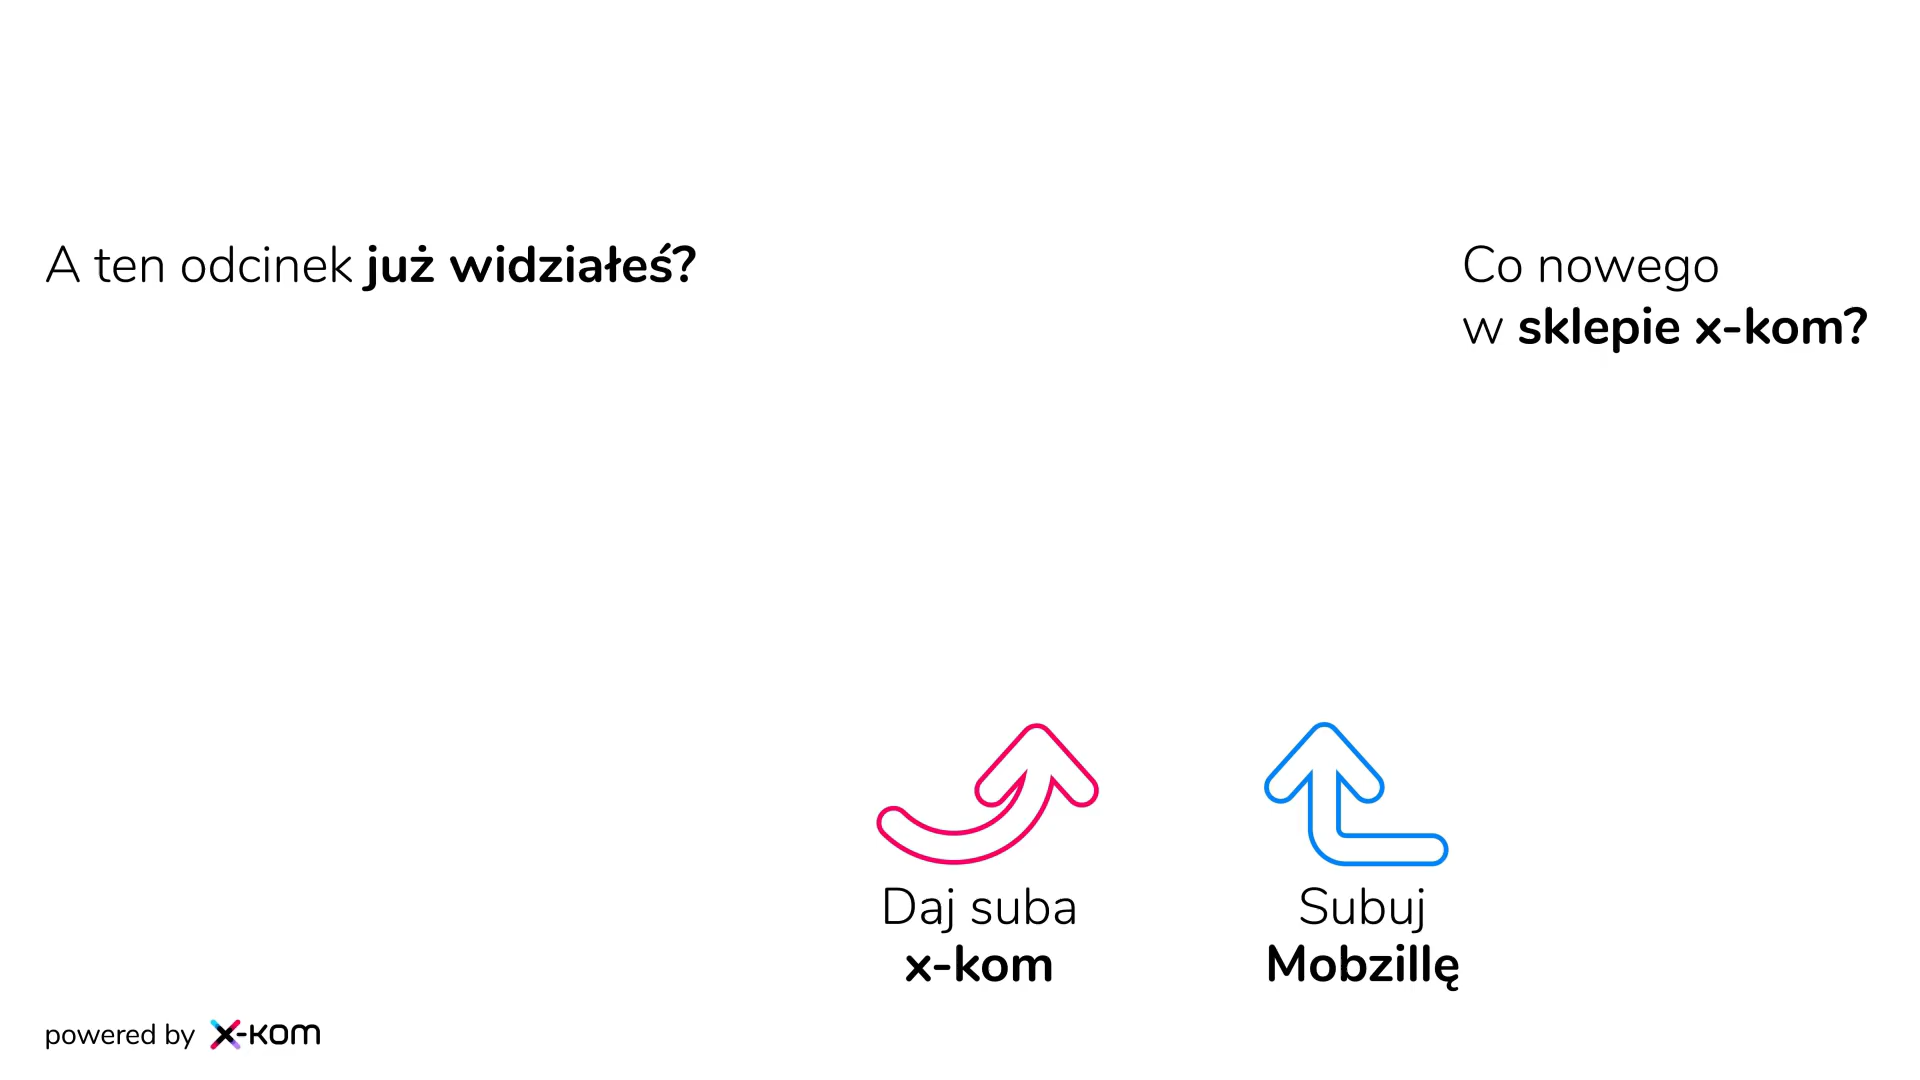 A ten odcinek już widziałeś?
Co nowego
w sklepie x-kom?
Daj suba
x-kom
Subuj
Mobzillę
powered by x-kom